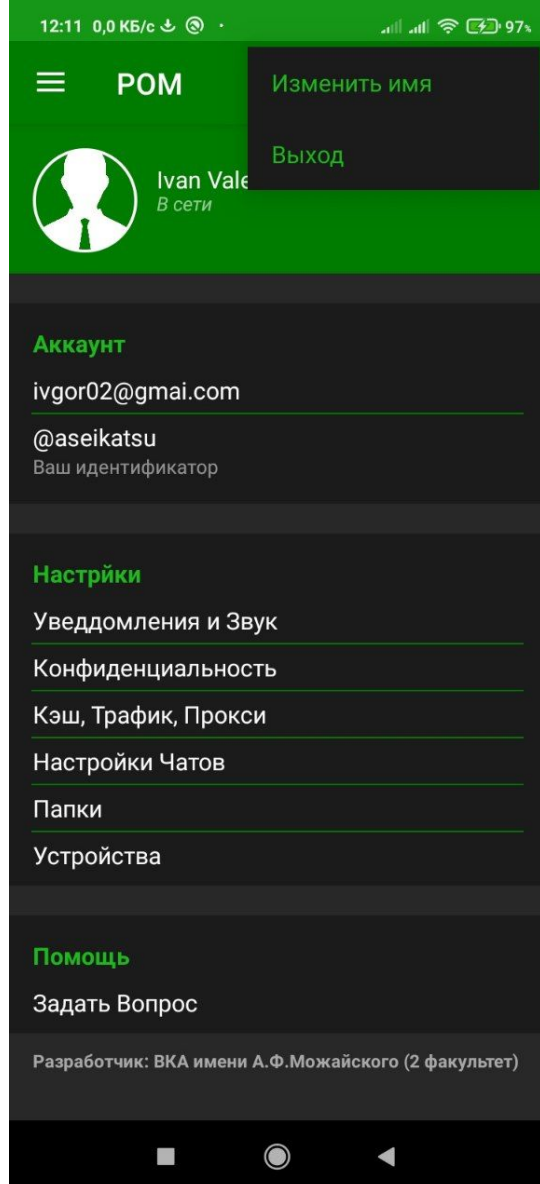 12:11 0,0 КБ/с 97%
РОМ
Изменить имя
Выход
Ivan Vale
В сети
Аккаунт
ivgor02@gmai.com
@aseikatsu
Ваш идентификатор
Настрйки
Уведдомления и Звук
Конфиденциальность
Кэш, Трафик, Прокси
Настройки Чатов
Папки
Устройства
Помощь
Задать Вопрос
Разработчик: ВКА имени А.Ф.Можайского (2 факультет)